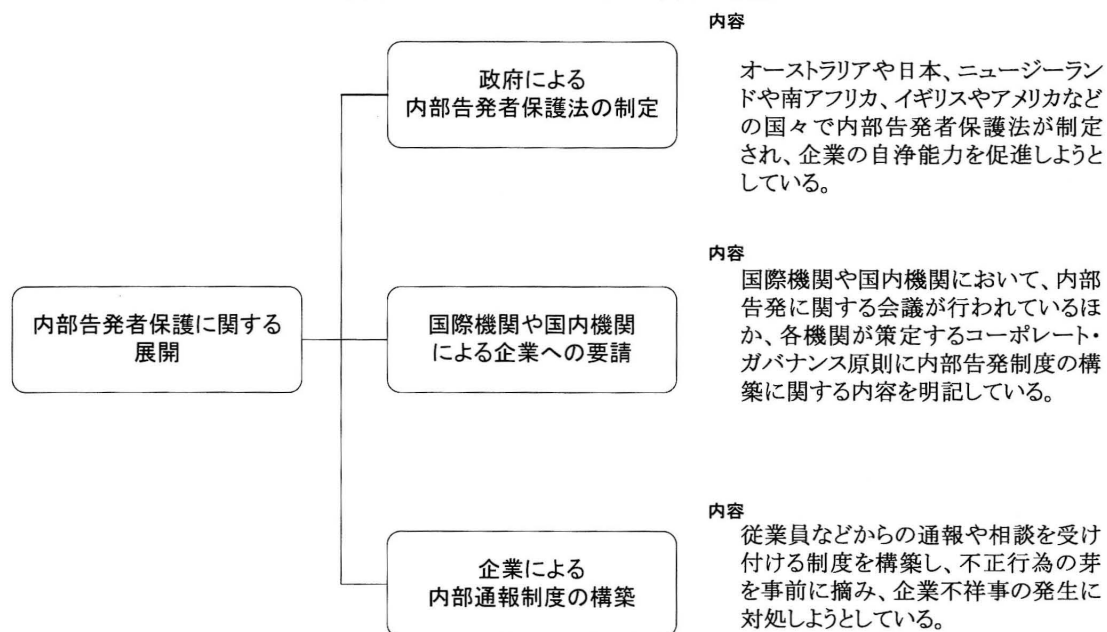 内容
政府による
内部告発者保護法の制定
オーストラリアや日本、ニュージーラン
ドや南アフリカ、イギリスやアメリカなど
の国々で内部告発者保護法が制定
され、企業の自浄能力を促進しようと
している。
内部告発者保護に関する
展開
国際機関や国内機関
による企業への要請
内容
国際機関や国内機関において、内部
告発に関する会議が行われているほ
か、各機関が策定するコーポレート・
ガバナンス原則に内部告発制度の構
築に関する内容を明記している。
企業による
内部通報制度の構築
内容
従業員などからの通報や相談を受け
付ける制度を構築し、不正行為の芽
を事前に摘み、企業不祥事の発生に
対処しようとしている。